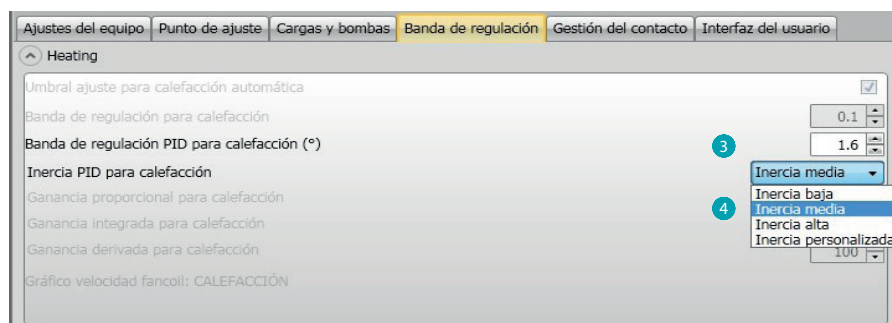 Ajustes del equipo Punto de ajuste Cargas y bombas Banda de regulación Gestión del contacto Interfaz del usuario
Heating
Umbral ajuste para calefacción automática
Banda de regulación para calefacción 0.1
Banda de regulación PID para calefacción (°) 3 1.6
Inercia PID para calefacción Inercia media
Ganancia proporcional para calefacción Inercia baja
4 Inercia media
Ganancia integrada para calefacción Inercia alta
Inercia personalizada
Ganancia derivada para calefacción 100
Gráfico velocidad fancoil: CALEFACCIÓN